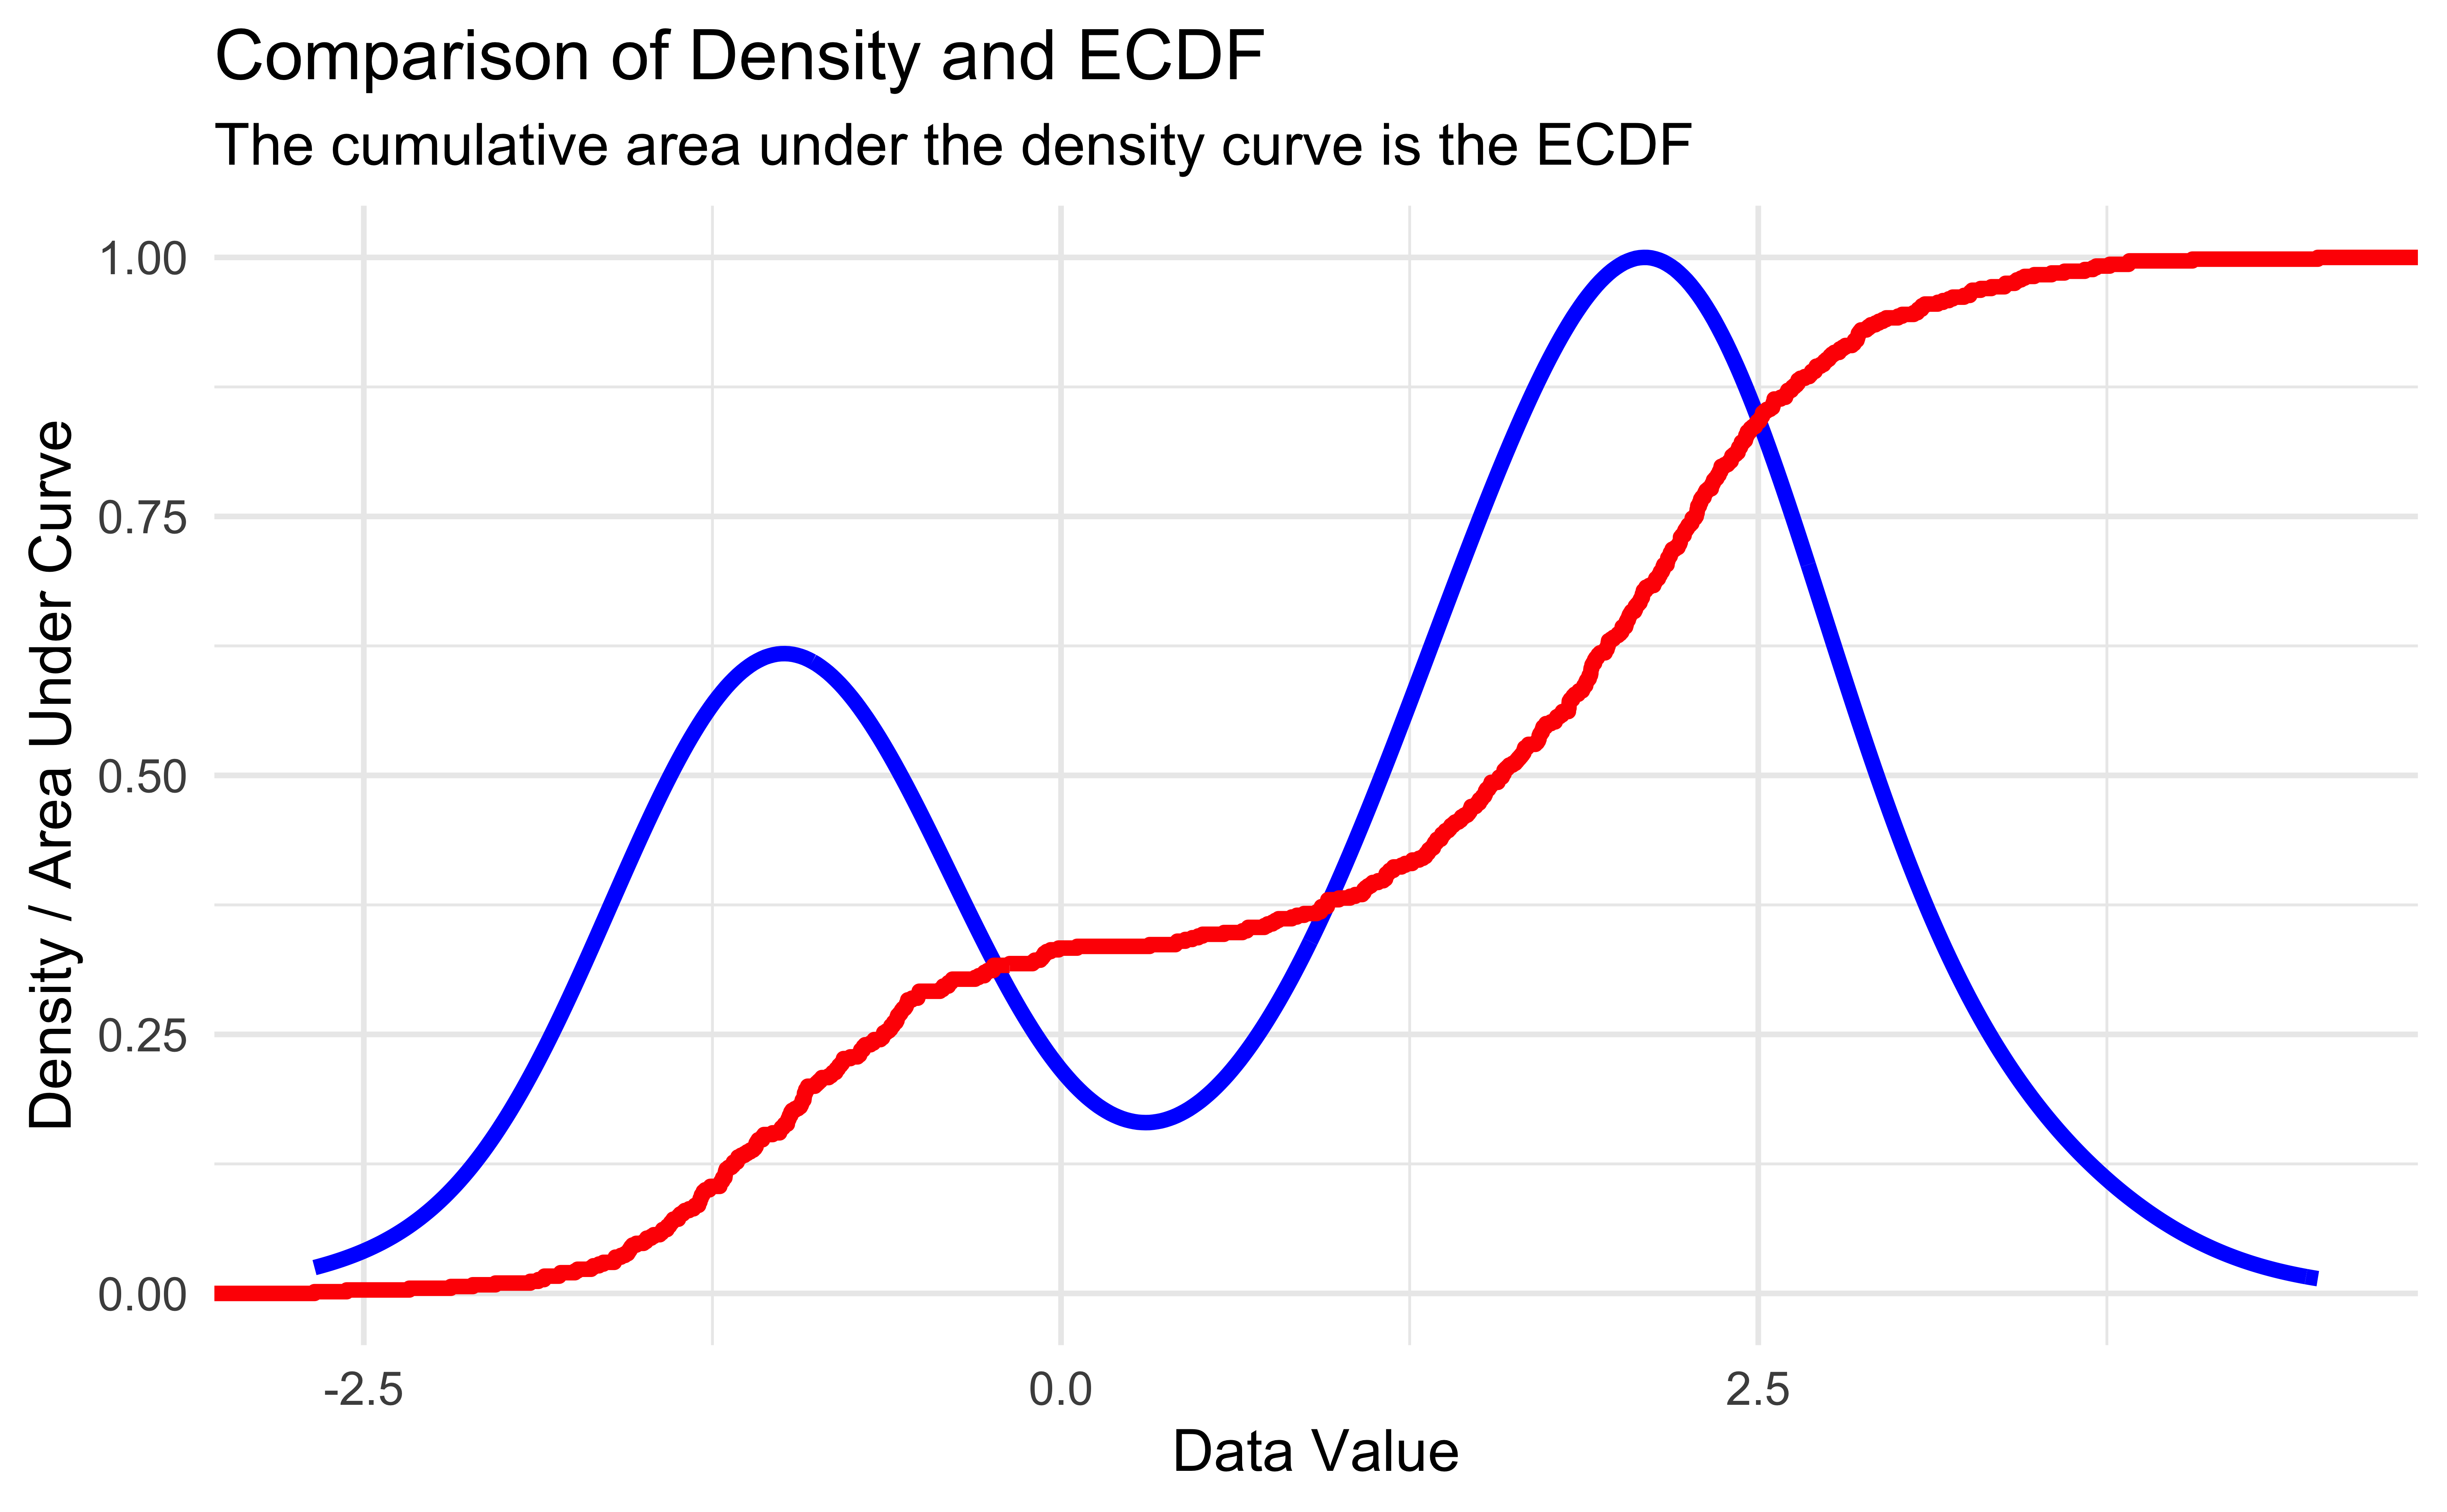 Comparison of Density and ECDF
The cumulative area under the density curve is the ECDF
Density / Area Under Curve
1.00
0.75
0.50
0.25
0.00
-2.5
0.0
2.5
Data Value